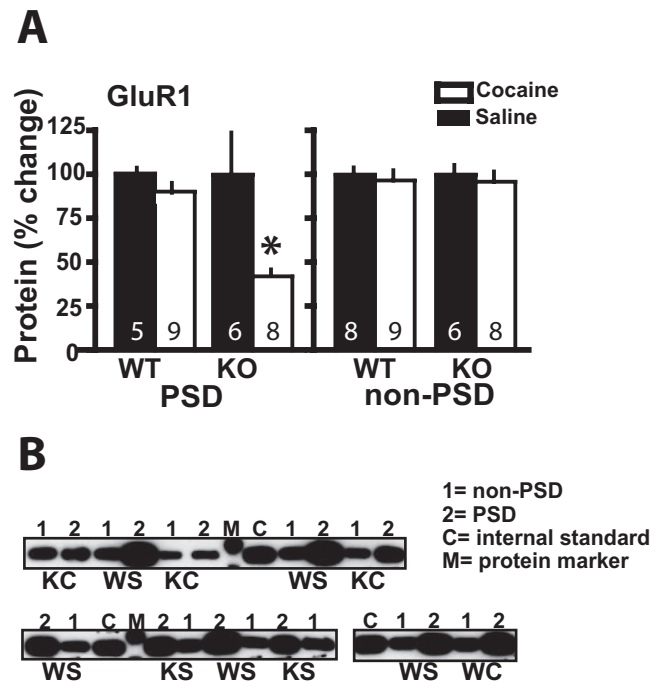 A
GluR1
Cocaine
Saline
Protein (% change)
125
100
75
50
25
0
*
5 9 6 8 8 9 6 8
WT KO WT KO
PSD non-PSD
B
1= non-PSD
2= PSD
C= internal standard
M= protein marker
1 2 1 2 1 2 M C 1 2 1 2
KC WS KC WS KC
2 1 C M 2 1 2 1 2 1 C 1 2 1 2
WS KS WS KS WS WC